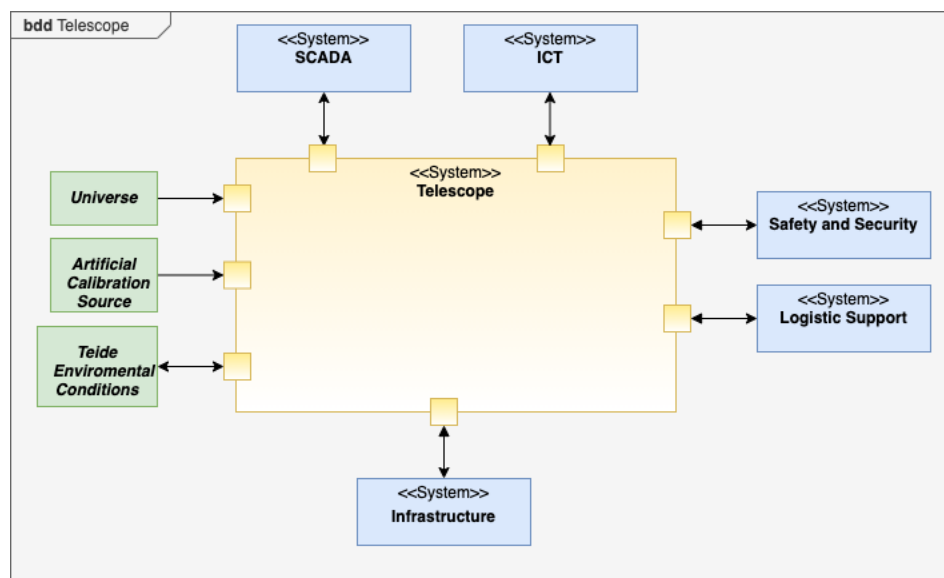 bdd Telescope
<<System>>
SCADA
<<System>>
ICT
<<System>>
Telescope
Universe
Artificial
Calibration
Source
Teide
Enviromental
Conditions
<<System>>
Safety and Security
<<System>>
Logistic Support
<<System>>
Infrastructure